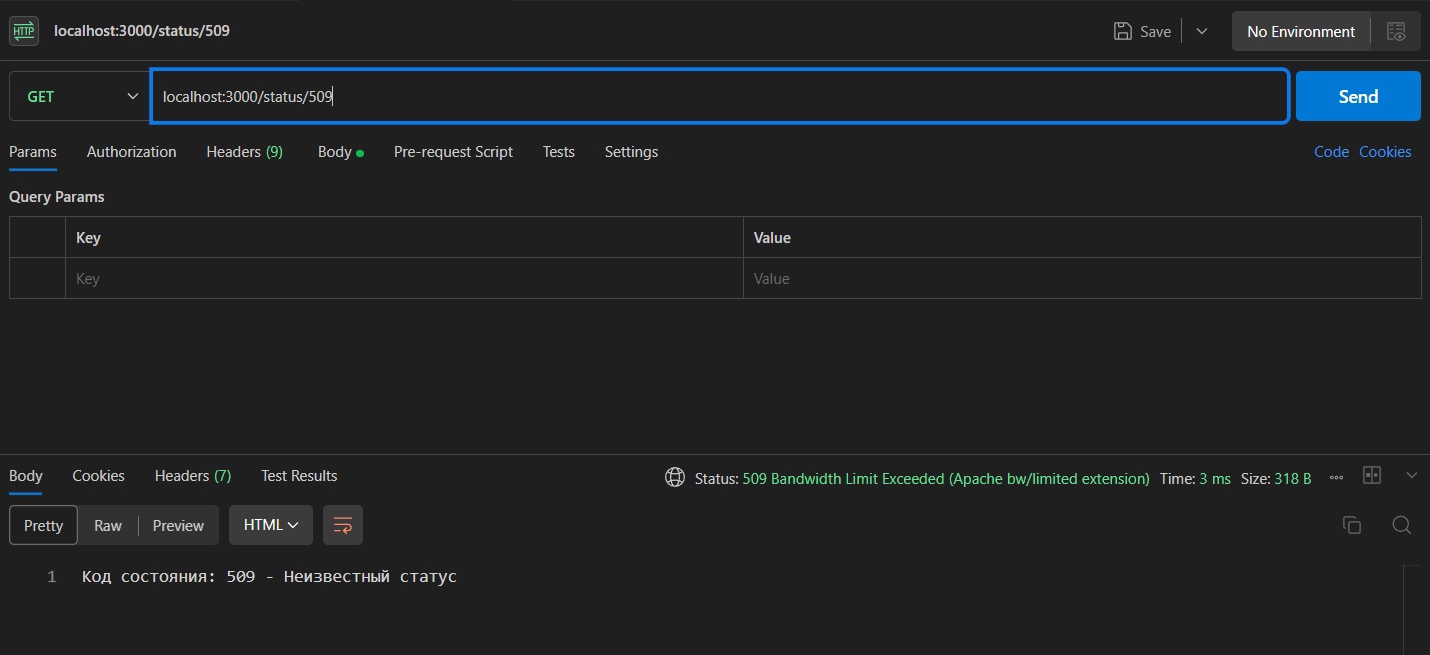 HTTP localhost:3000/status/509 Save No Environment
GET localhost:3000/status/509 Send
Params Authorization Headers (9) Body Pre-request Script Tests Settings Code Cookies
Query Params
Key Value
Key Value
Body Cookies Headers (7) Test Results Status: 509 Bandwidth Limit Exceeded (Apache bw/limited extension) Time: 3 ms Size: 318 B
Pretty Raw Preview HTML
1 Код состояния: 509 - Неизвестный статус